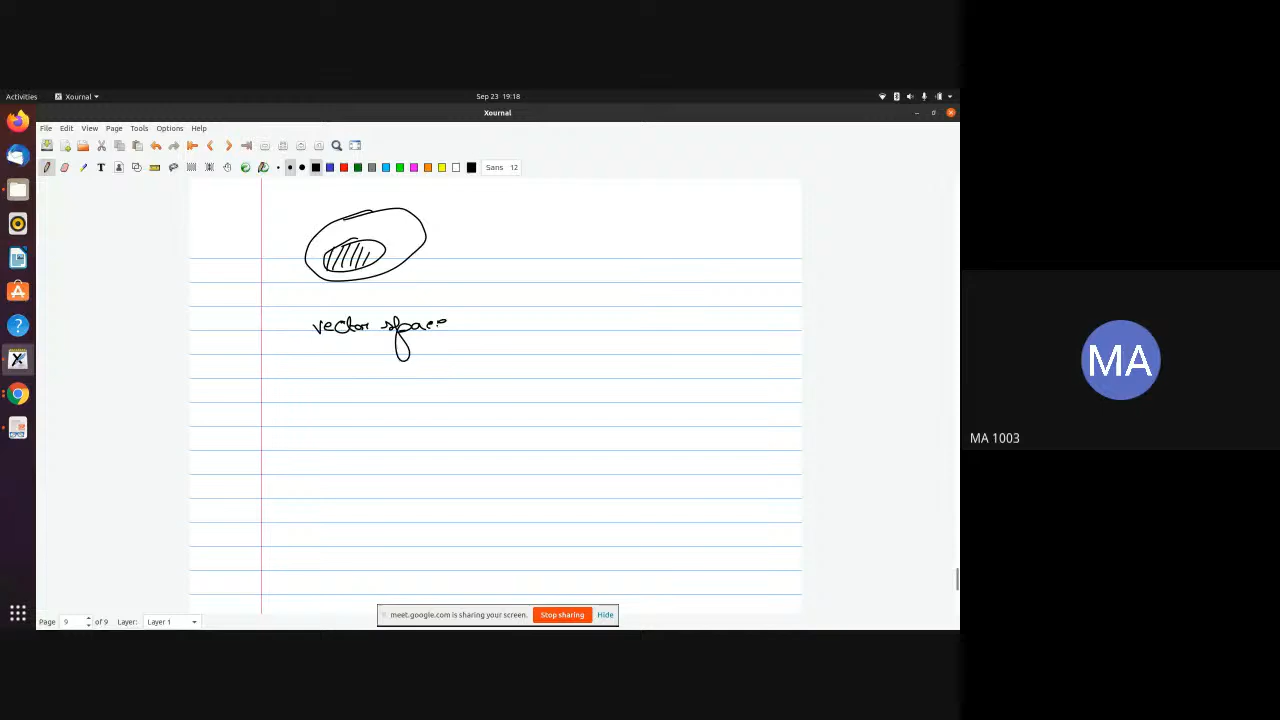 Activities
Xournal
Sep 23 19:18
Xournal
File Edit View Page Tools Options Help
Sans 12
vector space
MA
MA 1003
meet.google.com is sharing your screen. Stop sharing Hide
Page 9 of 9 Layer: Layer 1